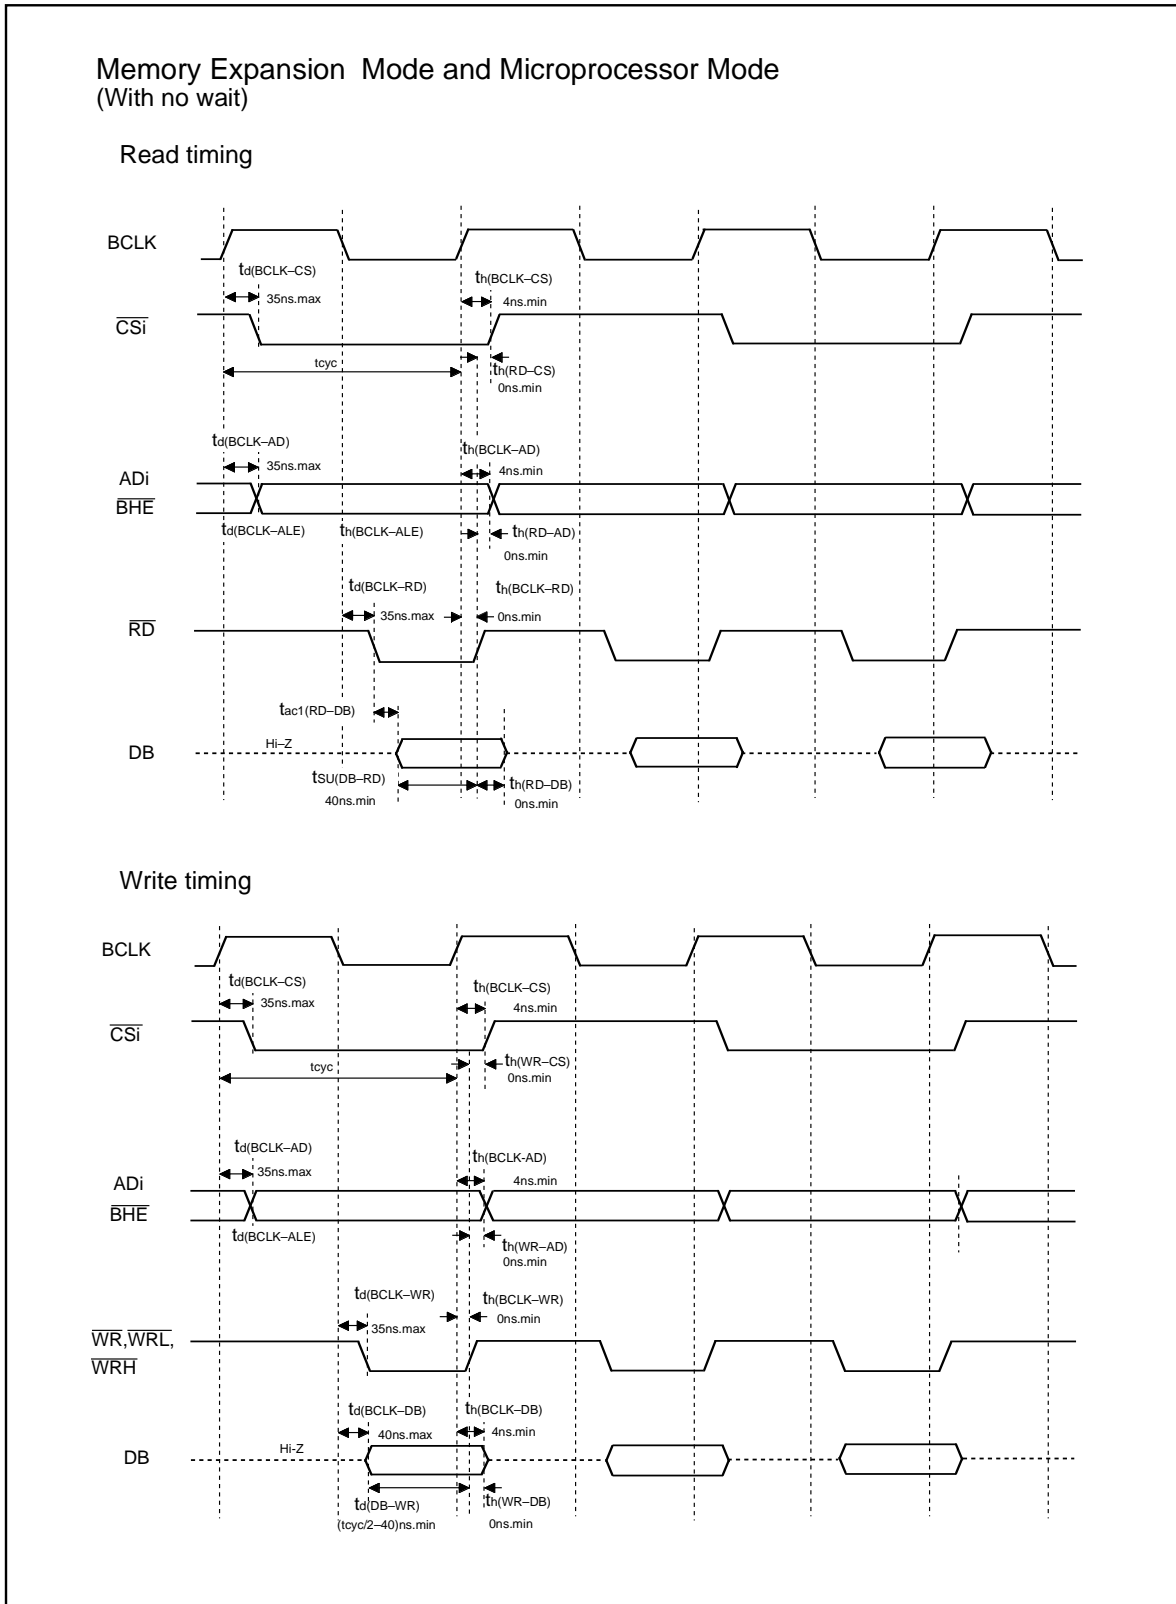 Memory Expansion Mode and Microprocessor Mode
(With no wait)
Read timing
BCLK
td(BCLK–CS)
35ns.max
th(BCLK–CS)
4ns.min
CSi
tcyc
th(RD–CS)
0ns.min
td(BCLK–AD)
35ns.max
th(BCLK–AD)
4ns.min
ADi
BHE
td(BCLK–ALE)
th(BCLK–ALE)
th(RD–AD)
0ns.min
td(BCLK–RD)
35ns.max
th(BCLK–RD)
0ns.min
RD
tac1(RD–DB)
Hi–Z
DB
tSU(DB–RD)
40ns.min
th(RD–DB)
0ns.min
Write timing
BCLK
td(BCLK–CS)
35ns.max
th(BCLK–CS)
4ns.min
CSi
tcyc
th(WR–CS)
0ns.min
td(BCLK–AD)
35ns.max
th(BCLK-AD)
4ns.min
ADi
BHE
td(BCLK–ALE)
th(WR–AD)
0ns.min
td(BCLK–WR)
35ns.max
th(BCLK–WR)
0ns.min
WR,WRL,
WRH
td(BCLK–DB)
40ns.max
th(BCLK–DB)
4ns.min
Hi-Z
DB
td(DB–WR)
(tcyc/2–40)ns.min
th(WR–DB)
0ns.min